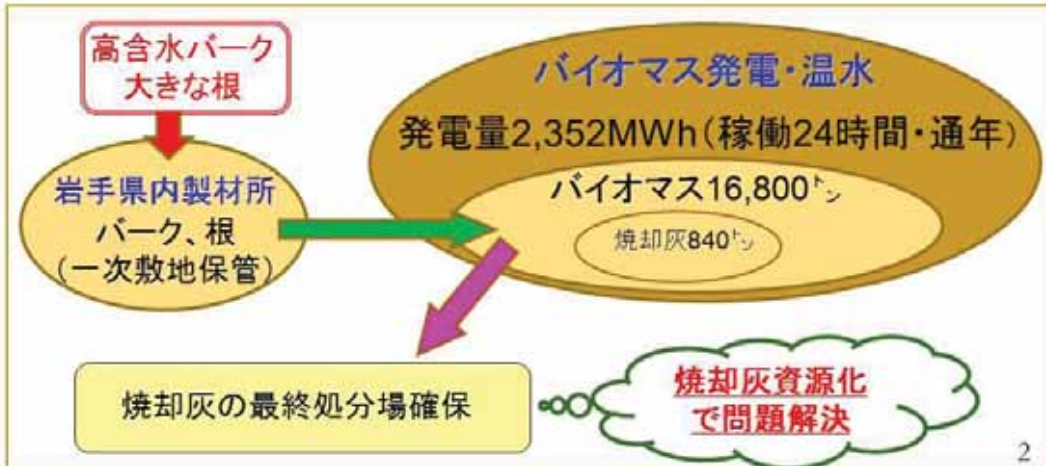 高含水バーク
大きな根
岩手県内製材所
バーク、根
(一次敷地保管)
バイオマス発電・温水
発電量2,352MWh(稼働24時間・通年)
バイオマス16,800㌧
焼却灰840㌧
焼却灰の最終処分場確保
焼却灰資源化
で問題解決
2